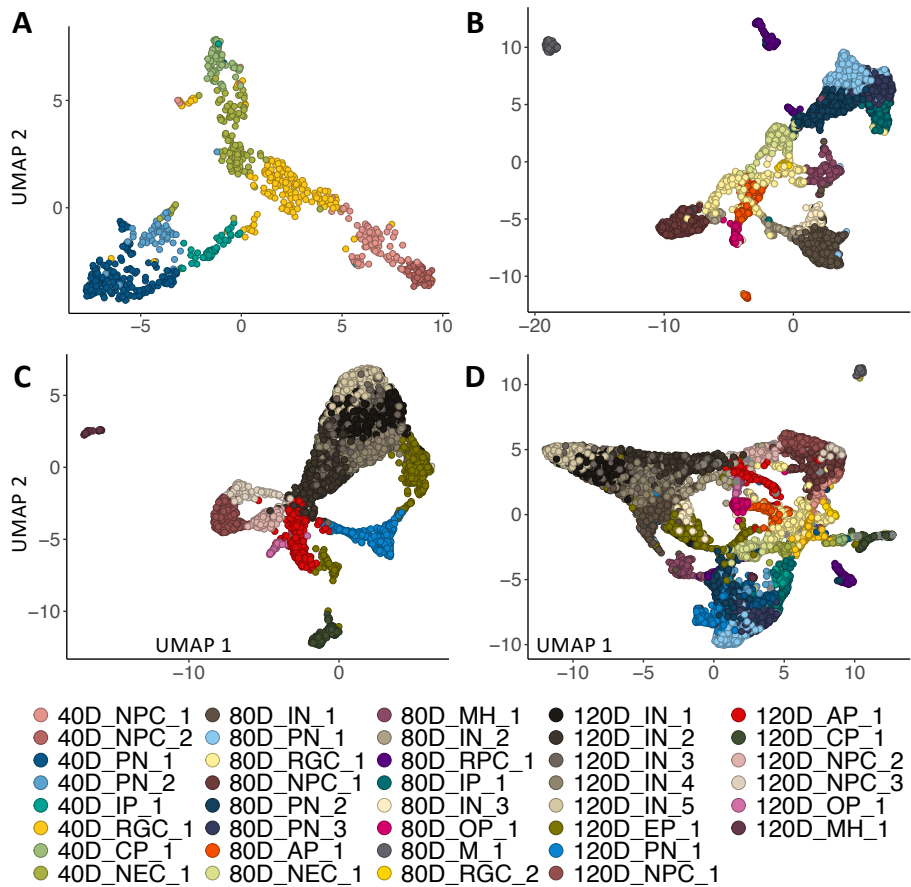 A
B
UMAP 2
5
0
−5
0
5
10
10
5
0
−5
−10
−20
−10
0
C
D
UMAP 2
5
0
−5
−10
UMAP 1
−10
0
10
5
0
−5
−10
UMAP 1
−10
−5
0
5
10
40D_NPC_1 80D_IN_1 80D_MH_1 120D_IN_1 120D_AP_1
40D_NPC_2 80D_PN_1 80D_IN_2 120D_IN_2 120D_CP_1
40D_PN_1 80D_RGC_1 80D_RPC_1 120D_IN_3 120D_NPC_2
40D_PN_2 80D_NPC_1 80D_IP_1 120D_IN_4 120D_NPC_3
40D_IP_1 80D_PN_2 80D_IN_3 120D_IN_5 120D_OP_1
40D_RGC_1 80D_PN_3 80D_OP_1 120D_EP_1 120D_MH_1
40D_CP_1 80D_AP_1 80D_M_1 120D_PN_1
40D_NEC_1 80D_NEC_1 80D_RGC_2 120D_NPC_1